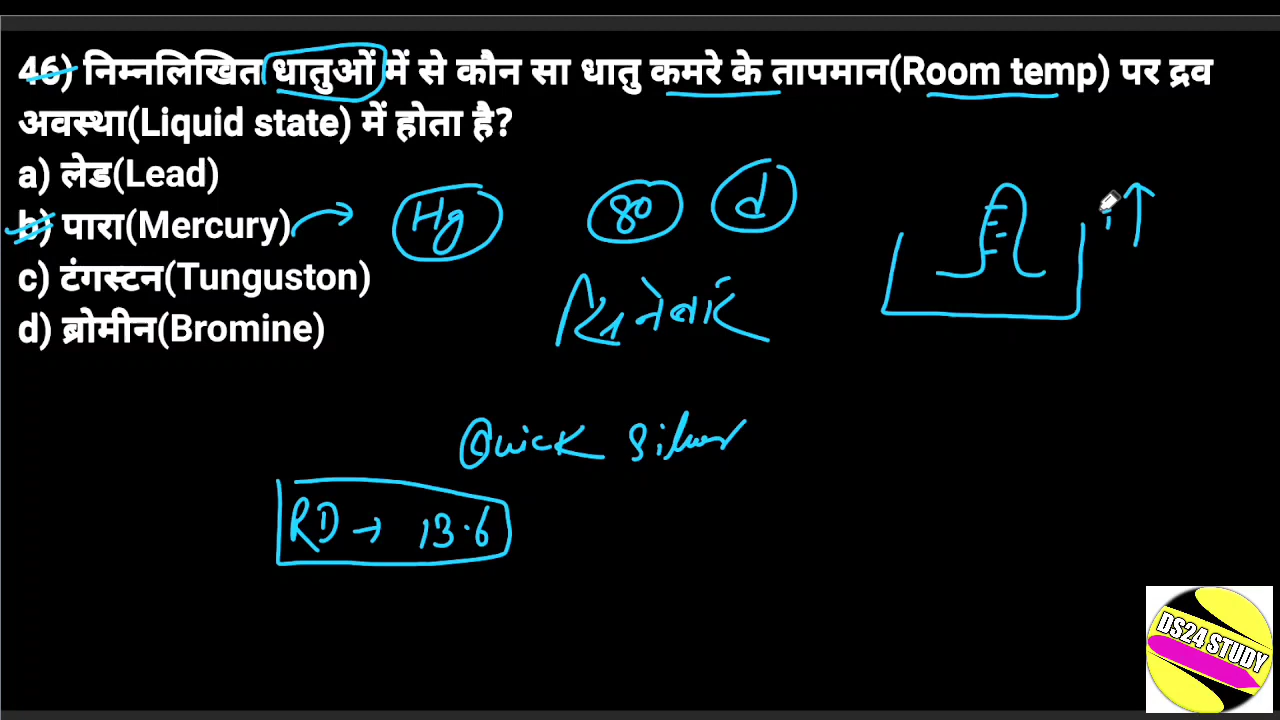 46) निम्नलिखित धातुओं में से कौन सा धातु कमरे के तापमान(Room temp) पर द्रव
अवस्था(Liquid state) में होता है?
a) लेड(Lead)
b) पारा(Mercury)
Hg
80
d
c) टंगस्टन(Tunguston)
d) ब्रोमीन(Bromine)
Quick Silver
RD → 13.6
DS24 STUDY